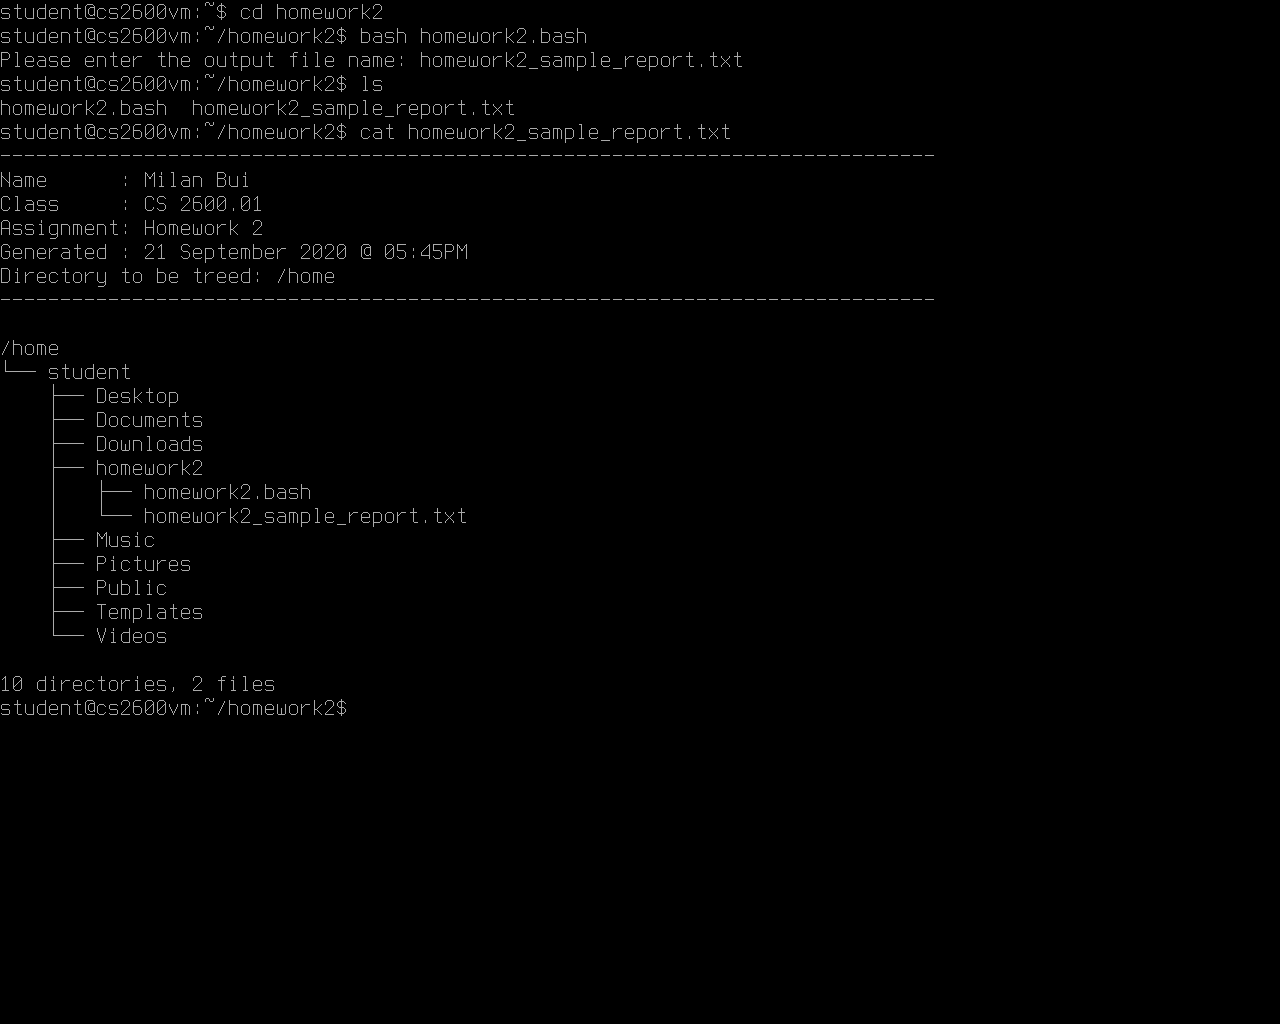 student@cs2600vm:~$ cd homework2
student@cs2600vm:~/homework2$ bash homework2.bash
Please enter the output file name: homework2_sample_report.txt
student@cs2600vm:~/homework2$ ls
homework2.bash  homework2_sample_report.txt
student@cs2600vm:~/homework2$ cat homework2_sample_report.txt
------------------------------------------------------------------------------
Name      : Milan Bui
Class     : CS 2600.01
Assignment: Homework 2
Generated : 21 September 2020 @ 05:45PM
Directory to be treed: /home
------------------------------------------------------------------------------
/home
└── student
    ├── Desktop
    ├── Documents
    ├── Downloads
    ├── homework2
    │   ├── homework2.bash
    │   └── homework2_sample_report.txt
    ├── Music
    ├── Pictures
    ├── Public
    ├── Templates
    └── Videos
10 directories, 2 files
student@cs2600vm:~/homework2$